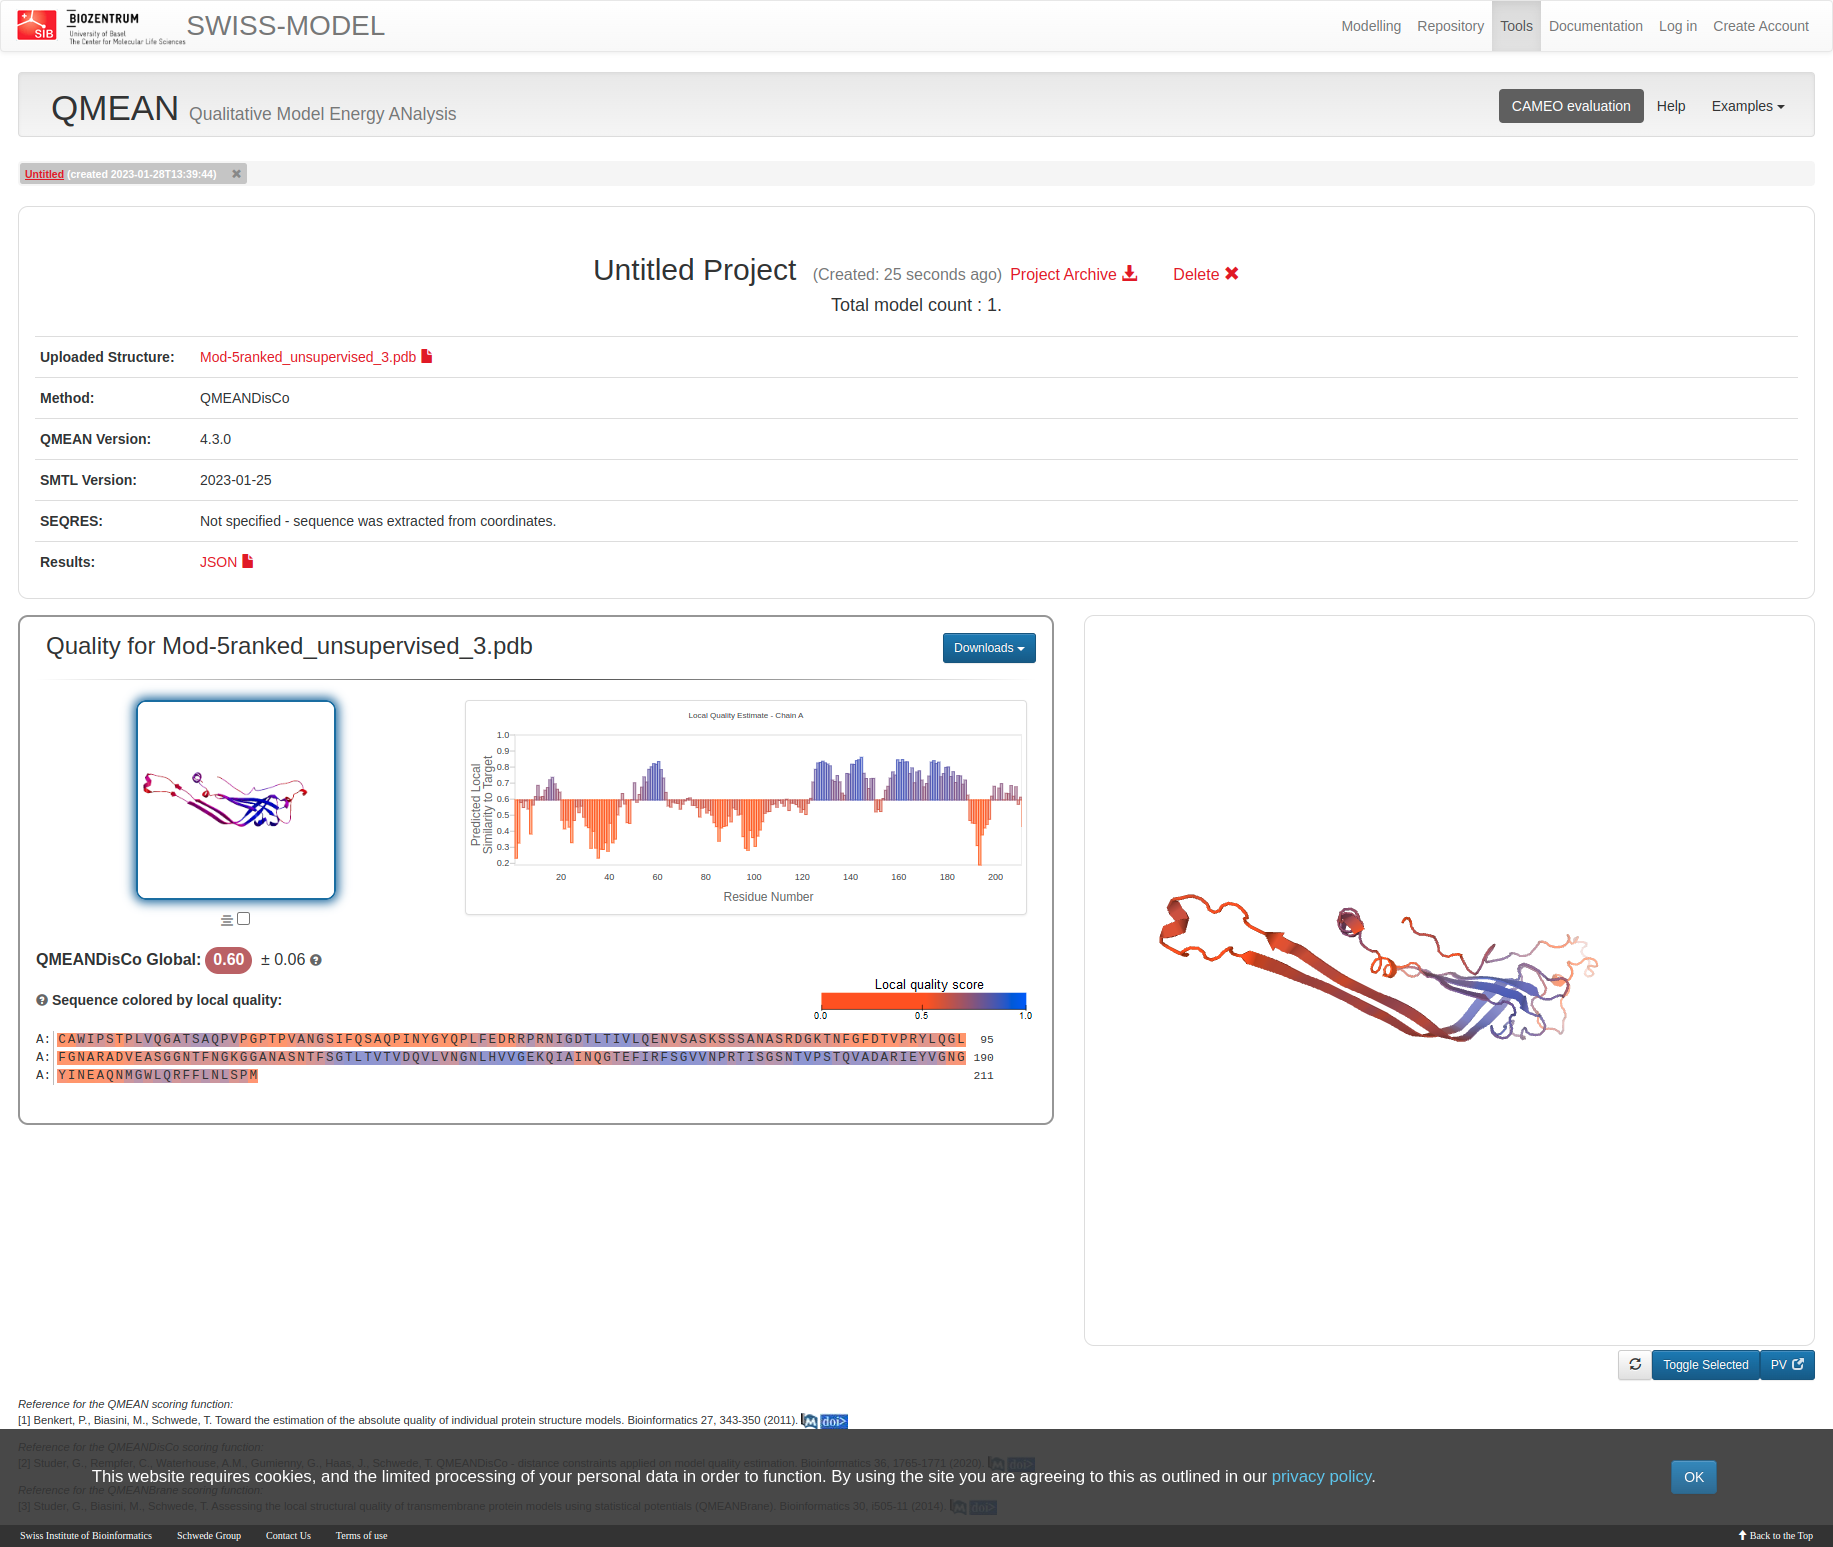 SIB
BIOZENTRUM
University of Basel
The Center for Molecular Life Sciences
SWISS-MODEL
Modelling Repository Tools Documentation Log in Create Account
QMEAN Qualitative Model Energy ANalysis
CAMEO evaluation Help Examples
Untitled (created 2023-01-28T13:39:44)
Untitled Project (Created: 25 seconds ago) Project Archive Delete
Total model count : 1.
Uploaded Structure: Mod-5ranked_unsupervised_3.pdb
Method: QMEANDisCo
QMEAN Version: 4.3.0
SMTL Version: 2023-01-25
SEQRES: Not specified - sequence was extracted from coordinates.
Results: JSON
Quality for Mod-5ranked_unsupervised_3.pdb
Downloads
Local Quality Estimate - Chain A
Predicted Local
Similarity to Target
1.0
0.9
0.8
0.7
0.6
0.5
0.4
0.3
0.2
20 40 60 80 100 120 140 160 180 200
Residue Number
QMEANDisCo Global: 0.60 ± 0.06
Sequence colored by local quality:
Local quality score
0.0 0.5 1.0
A: CAWIPSTPLVQGATSAQPVPGPTPVANGSIFQSAQPINYGYQPLFEDRRPRNIGDTLTIVLQENVSASKSSSANASRDGKTNFGFDTVPRYLQGL 95
A: FGNARADVEASGGNTFNGKGGANASNTFSGTLTVTVDQVLVNGNLHVVGEKQIAINQGTEFIRFSGVVNPRTISGSNTVPSTQVADARIEYVGNG 190
A: YINEAQNMGWLQRFFLNLSPM 211
Toggle Selected PV
Reference for the QMEAN scoring function:
[1] Benkert, P., Biasini, M., Schwede, T. Toward the estimation of the absolute quality of individual protein structure models. Bioinformatics 27, 343-350 (2011). M doi>
Reference for the QMEANDisCo scoring function:
[2] Studer, G., Rempfer, C., Waterhouse, A.M., Gumienny, G., Haas, J., Schwede, T. QMEANDisCo - distance constraints applied on model quality estimation. Bioinformatics 36, 1765-1771 (2020). M doi>
This website requires cookies, and the limited processing of your personal data in order to function. By using the site you are agreeing to this as outlined in our privacy policy.
OK
Reference for the QMEANBrane scoring function:
[3] Studer, G., Biasini, M., Schwede, T. Assessing the local structural quality of transmembrane protein models using statistical potentials (QMEANBrane). Bioinformatics 30, i505-11 (2014). M doi>
Swiss Institute of Bioinformatics Schwede Group Contact Us Terms of use Back to the Top